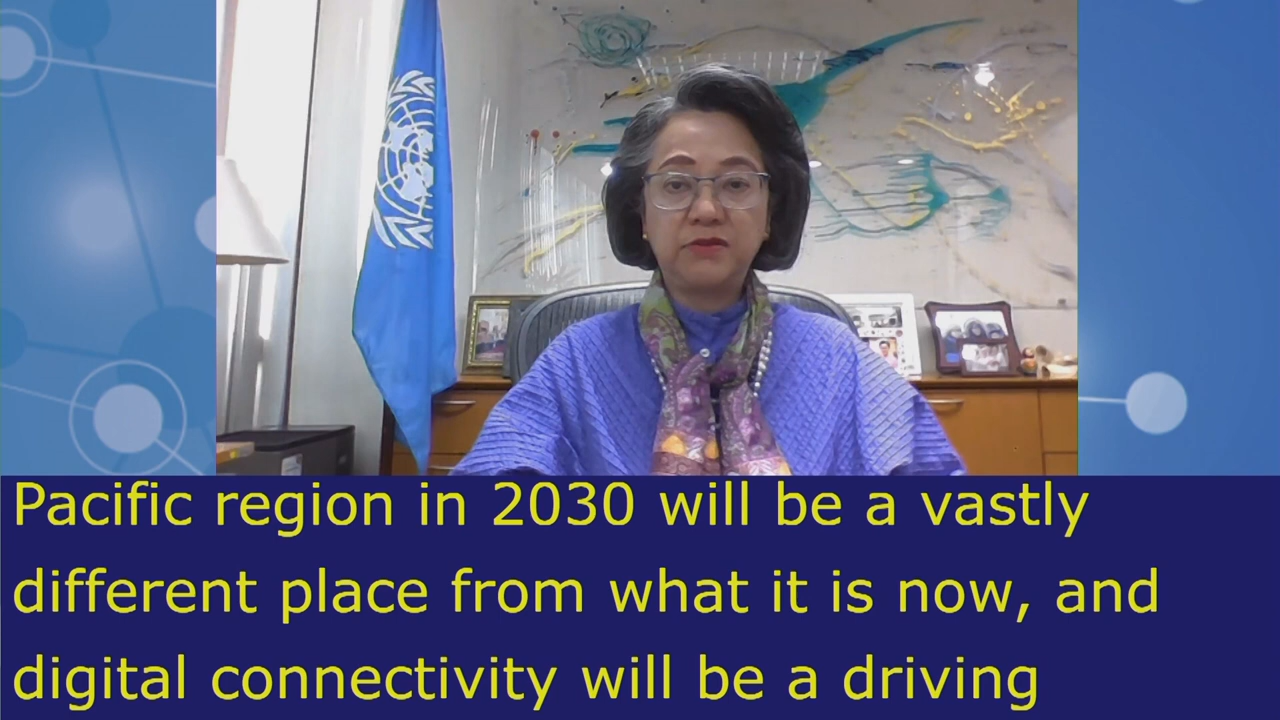 Pacific region in 2030 will be a vastly
different place from what it is now, and
digital connectivity will be a driving